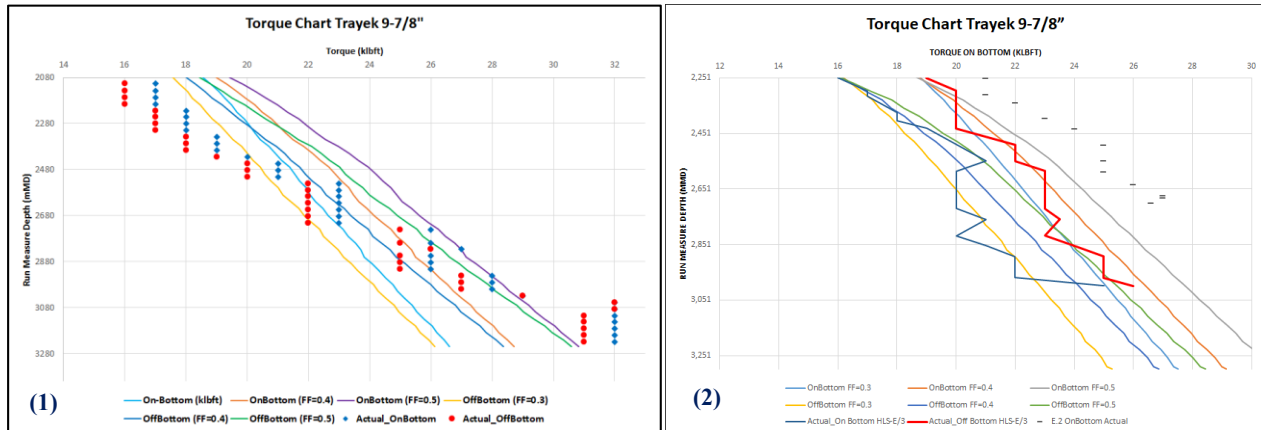 Torque Chart Trayek 9-7/8"
Torque (klbft)
14 16 18 20 22 24 26 28 30 32
2080
2280
2480
2680
2880
3080
3280
Run Measure Depth (mMD)
(1)
On-Bottom (klbft) OnBottom (FF=0.4) OnBottom (FF=0.5) OffBottom (FF=0.3)
OffBottom (FF=0.4) OffBottom (FF=0.5) Actual_OnBottom Actual_OffBottom
Torque Chart Trayek 9-7/8”
TORQUE ON BOTTOM (KLBFT)
12 14 16 18 20 22 24 26 28 30
2,251
2,451
2,651
2,851
3,051
3,251
RUN MEASURE DEPTH (MMD)
(2)
OnBottom FF=0.3 OnBottom FF=0.4 OnBottom FF=0.5
OffBottom FF=0.3 OffBottom FF=0.4 OffBottom FF=0.5
Actual_On Bottom HLS-E/3 Actual_Off Bottom HLS-E/3 E.2 OnBottom Actual